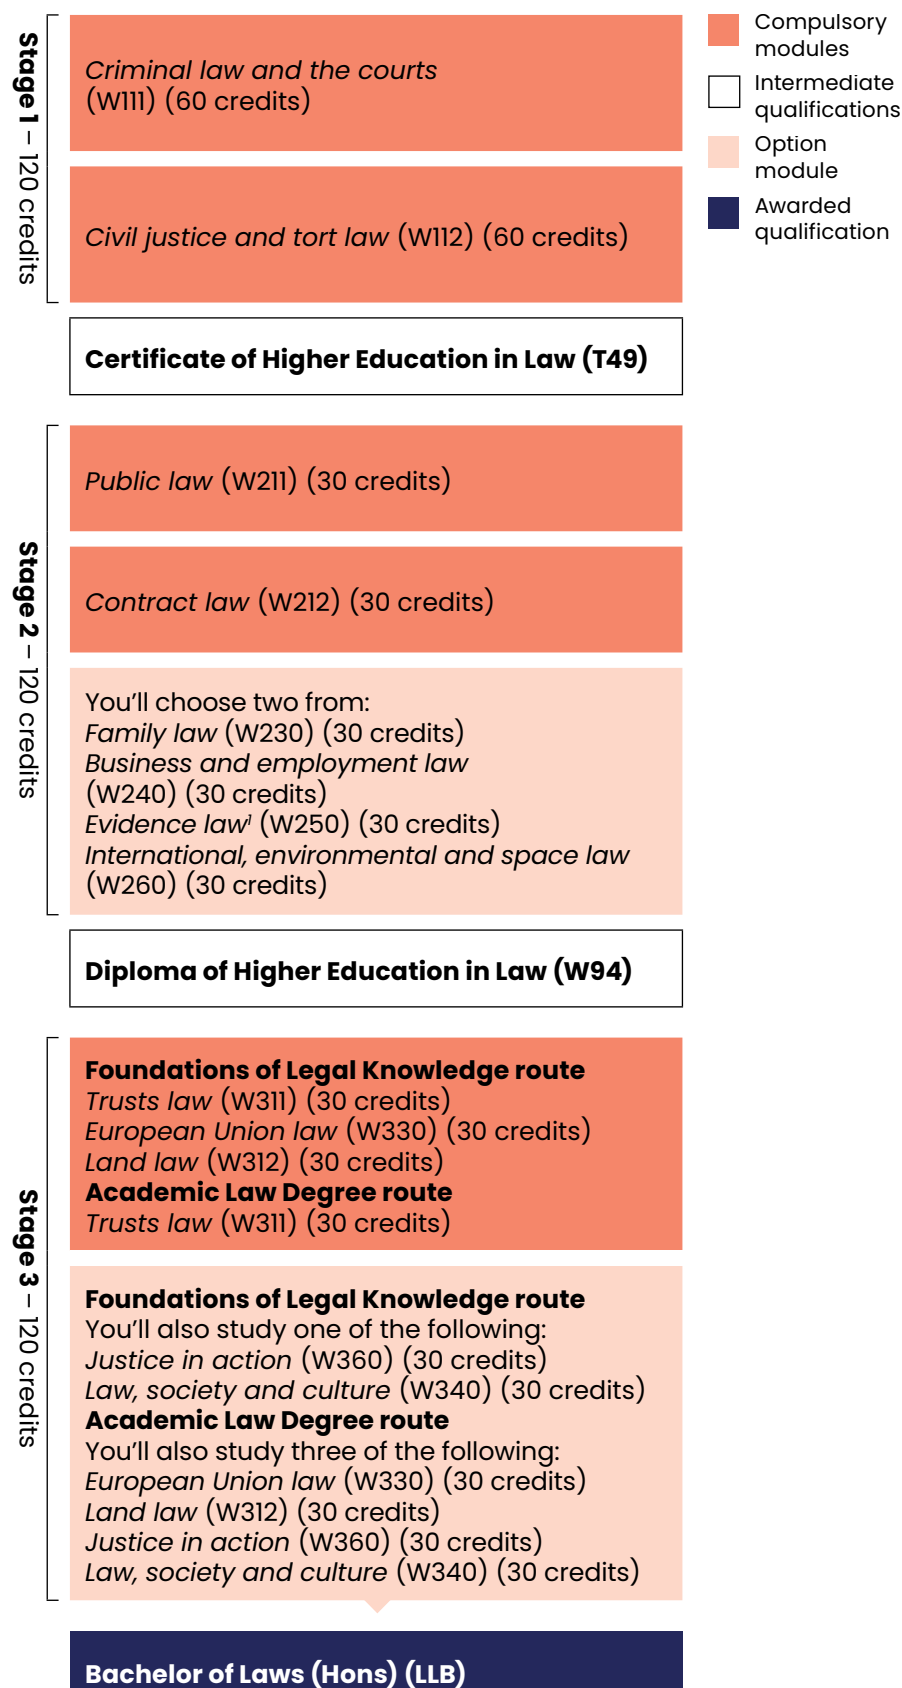 Stage 1 – 120 credits
Criminal law and the courts
(W111) (60 credits)
Civil justice and tort law (W112) (60 credits)
Compulsory
modules
Intermediate
qualifications
Option
module
Awarded
qualification
Certificate of Higher Education in Law (T49)
Stage 2 – 120 credits
Public law (W211) (30 credits)
Contract law (W212) (30 credits)
You’ll choose two from:
Family law (W230) (30 credits)
Business and employment law
(W240) (30 credits)
Evidence law¹ (W250) (30 credits)
International, environmental and space law
(W260) (30 credits)
Diploma of Higher Education in Law (W94)
Stage 3 – 120 credits
Foundations of Legal Knowledge route
Trusts law (W311) (30 credits)
European Union law (W330) (30 credits)
Land law (W312) (30 credits)
Academic Law Degree route
Trusts law (W311) (30 credits)
Foundations of Legal Knowledge route
You’ll also study one of the following:
Justice in action (W360) (30 credits)
Law, society and culture (W340) (30 credits)
Academic Law Degree route
You’ll also study three of the following:
European Union law (W330) (30 credits)
Land law (W312) (30 credits)
Justice in action (W360) (30 credits)
Law, society and culture (W340) (30 credits)
Bachelor of Laws (Hons) (LLB)